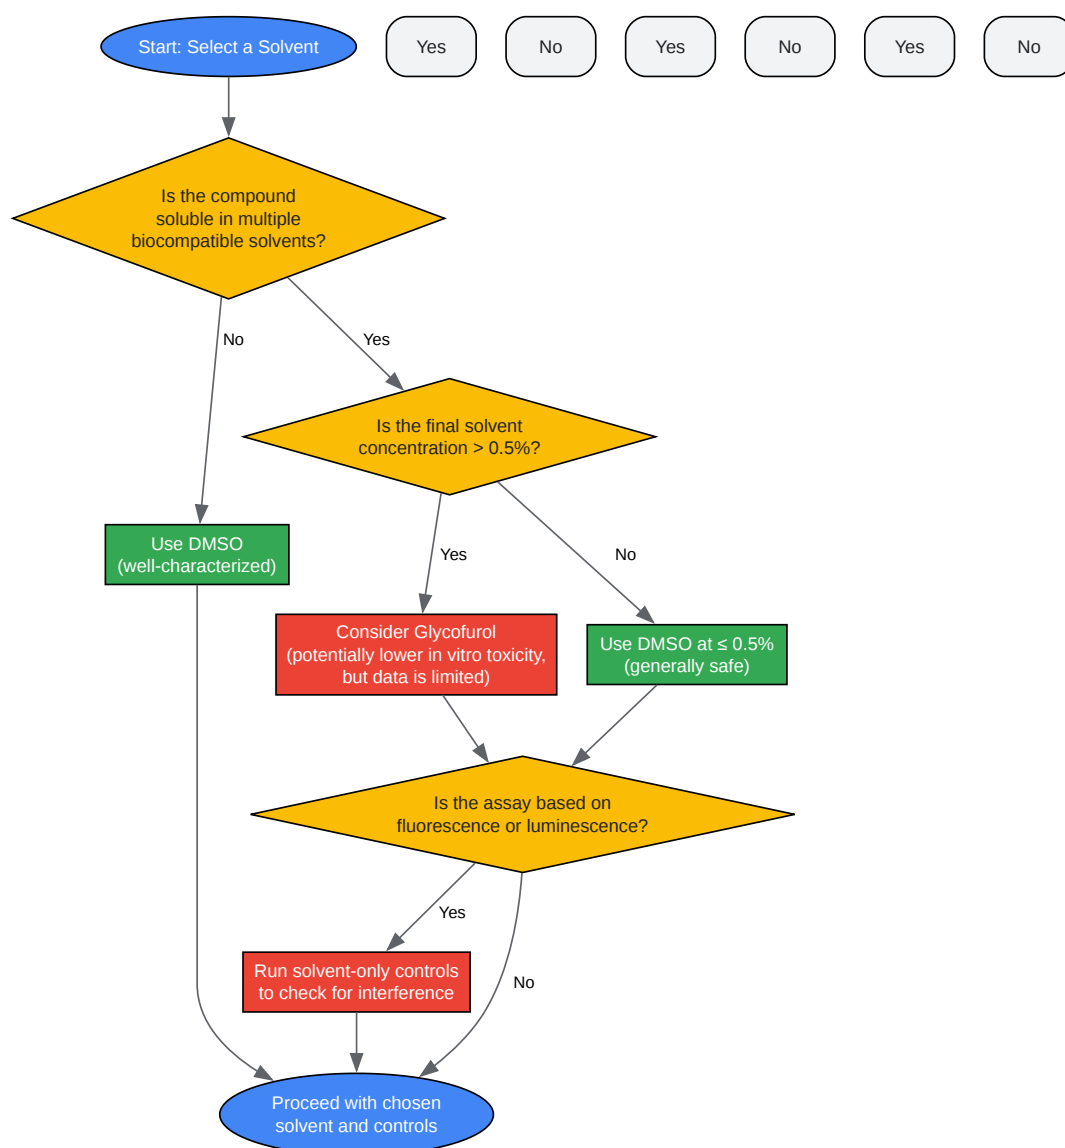 Start: Select a Solvent
Yes
No
Yes
No
Yes
No
Is the compound
soluble in multiple
biocompatible solvents?
No
Yes
Is the final solvent
concentration > 0.5%?
Use DMSO
(well-characterized)
Yes
No
Consider Glycofurol
(potentially lower in vitro toxicity,
but data is limited)
Use DMSO at ≤ 0.5%
(generally safe)
Is the assay based on
fluorescence or luminescence?
Yes
Run solvent-only controls
to check for interference
No
Proceed with chosen
solvent and controls